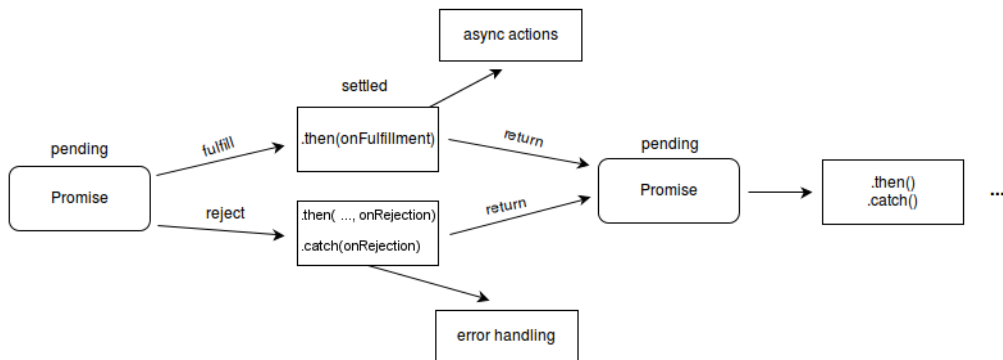 async actions
settled
.then(onFulfillment)
fulfill
return
pending
Promise
pending
Promise
.then()
.catch()
...
reject
.then( ..., onRejection)
.catch(onRejection)
return
error handling